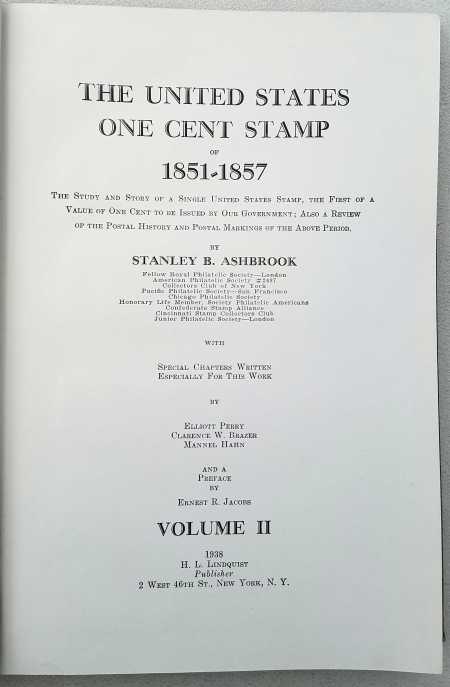 THE UNITED STATES
ONE CENT STAMP
OF
1851-1857
THE STUDY AND STORY OF A SINGLE UNITED STATES STAMP, THE FIRST OF A
VALUE OF ONE CENT TO BE ISSUED BY OUR GOVERNMENT; ALSO A REVIEW
OF THE POSTAL HISTORY AND POSTAL MARKINGS OF THE ABOVE PERIOD.
BY
STANLEY B. ASHBROOK
Fellow Royal Philatelic Society—London
American Philatelic Society #2497
Collectors Club of New York
Pacific Philatelic Society—San Francisco
Chicago Philatelic Society
Honorary Life Member, Society Philatelic Americans
Confederate Stamp Alliance
Cincinnati Stamp Collectors Club
Junior Philatelic Society—London
WITH
SPECIAL CHAPTERS WRITTEN
ESPECIALLY FOR THIS WORK
BY
ELLIOTT PERRY
CLARENCE W. BRAZER
MANNEL HAHN
AND A
PREFACE
BY
ERNEST R. JACOBS
VOLUME II
1938
H. L. LINDQUIST
Publisher
2 WEST 46TH ST., NEW YORK, N. Y.